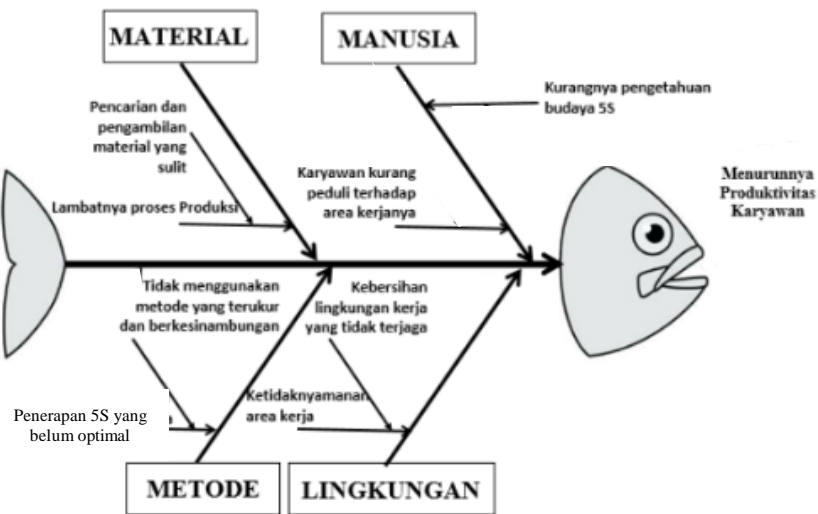 MATERIAL
MANUSIA
Kurangnya pengetahuan
budaya 5S
Pencarian dan
pengambilan
material yang
sulit
Karyawan kurang
peduli terhadap
area kerjanya
Lambatnya proses Produksi
Menurunnya
Produktivitas
Karyawan
Tidak menggunakan
metode yang terukur
dan berkesinambungan
Kebersihan
lingkungan kerja
yang tidak terjaga
Penerapan 5S yang
belum optimal
Ketidaknyamanan
area kerja
METODE
LINGKUNGAN